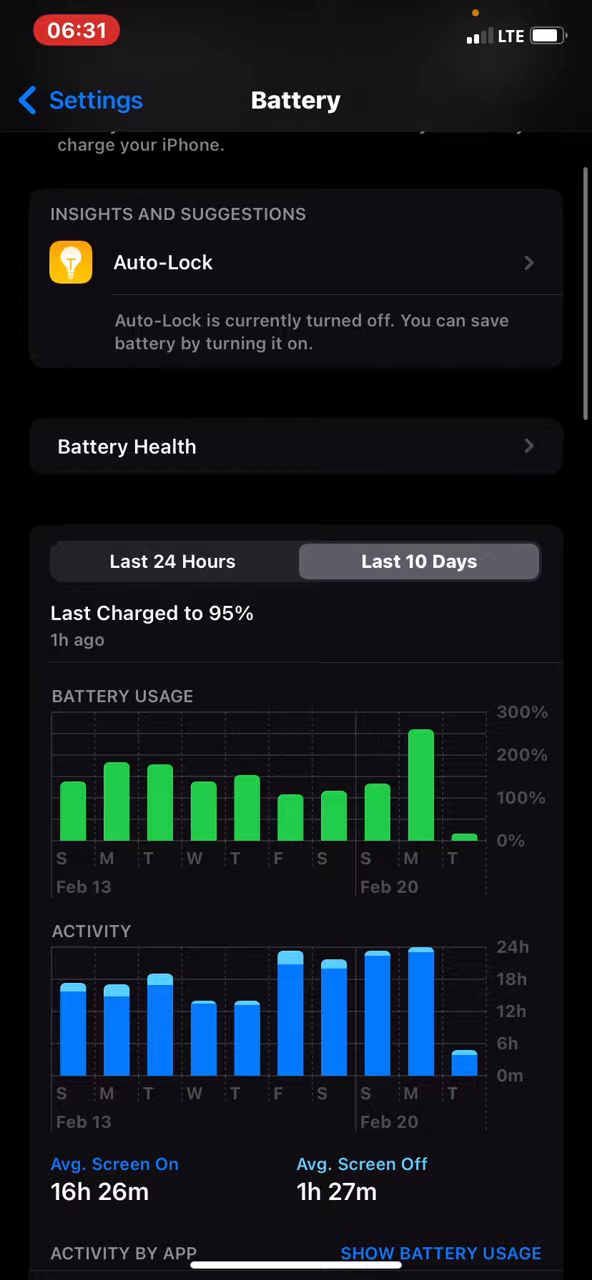 06:31
LTE
Settings
Battery
charge your iPhone.
INSIGHTS AND SUGGESTIONS
Auto-Lock
Auto-Lock is currently turned off. You can save
battery by turning it on.
Battery Health
Last 24 Hours
Last 10 Days
Last Charged to 95%
1h ago
BATTERY USAGE
300%
200%
100%
0%
S M T W T F S S M T
Feb 13 Feb 20
ACTIVITY
24h
18h
12h
6h
0m
S M T W T F S S M T
Feb 13 Feb 20
Avg. Screen On Avg. Screen Off
16h 26m 1h 27m
ACTIVITY BY APP SHOW BATTERY USAGE